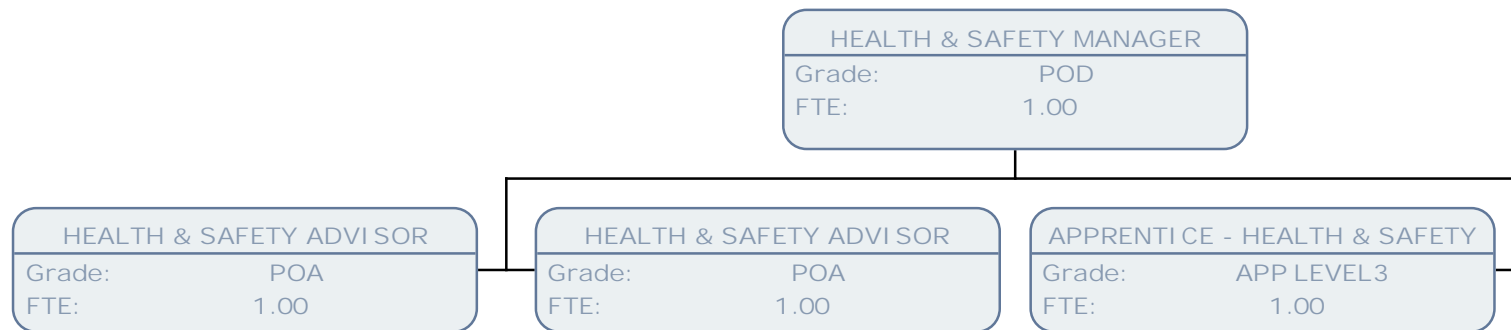 HEALTH & SAFETY MANAGER
Grade: POD
FTE: 1.00
HEALTH & SAFETY ADVISOR
Grade: POA
FTE: 1.00
HEALTH & SAFETY ADVISOR
Grade: POA
FTE: 1.00
APPRENTICE - HEALTH & SAFETY
Grade: APP LEVEL3
FTE: 1.00